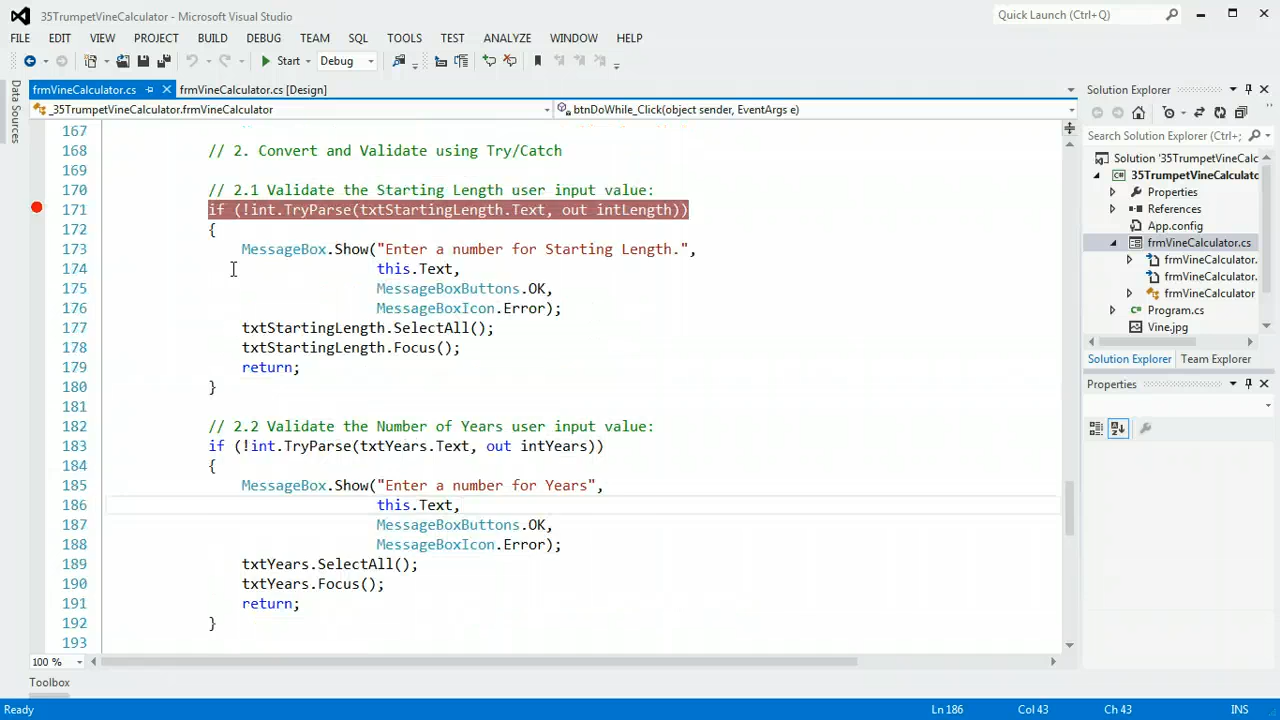 35TrumpetVineCalculator - Microsoft Visual Studio
Quick Launch (Ctrl+Q)
FILE EDIT VIEW PROJECT BUILD DEBUG TEAM SQL TOOLS TEST ANALYZE WINDOW HELP
Start Debug
Data Sources
frmVineCalculator.cs frmVineCalculator.cs [Design]
_35TrumpetVineCalculator.frmVineCalculator btnDoWhile_Click(object sender, EventArgs e)
167
168 // 2. Convert and Validate using Try/Catch
169
170 // 2.1 Validate the Starting Length user input value:
171 if (!int.TryParse(txtStartingLength.Text, out intLength))
172 {
173 MessageBox.Show("Enter a number for Starting Length.",
174 this.Text,
175 MessageBoxButtons.OK,
176 MessageBoxIcon.Error);
177 txtStartingLength.SelectAll();
178 txtStartingLength.Focus();
179 return;
180 }
181
182 // 2.2 Validate the Number of Years user input value:
183 if (!int.TryParse(txtYears.Text, out intYears))
184 {
185 MessageBox.Show("Enter a number for Years",
186 this.Text,
187 MessageBoxButtons.OK,
188 MessageBoxIcon.Error);
189 txtYears.SelectAll();
190 txtYears.Focus();
191 return;
192 }
193
100 %
Toolbox
Solution Explorer
Search Solution Explorer (Ctrl+;)
Solution '35TrumpetVineCalc
35TrumpetVineCalculato
Properties
References
App.config
frmVineCalculator.cs
frmVineCalculator.
frmVineCalculator.
frmVineCalculator
Program.cs
Vine.jpg
Solution Explorer Team Explorer
Properties
Ready Ln 186 Col 43 Ch 43 INS